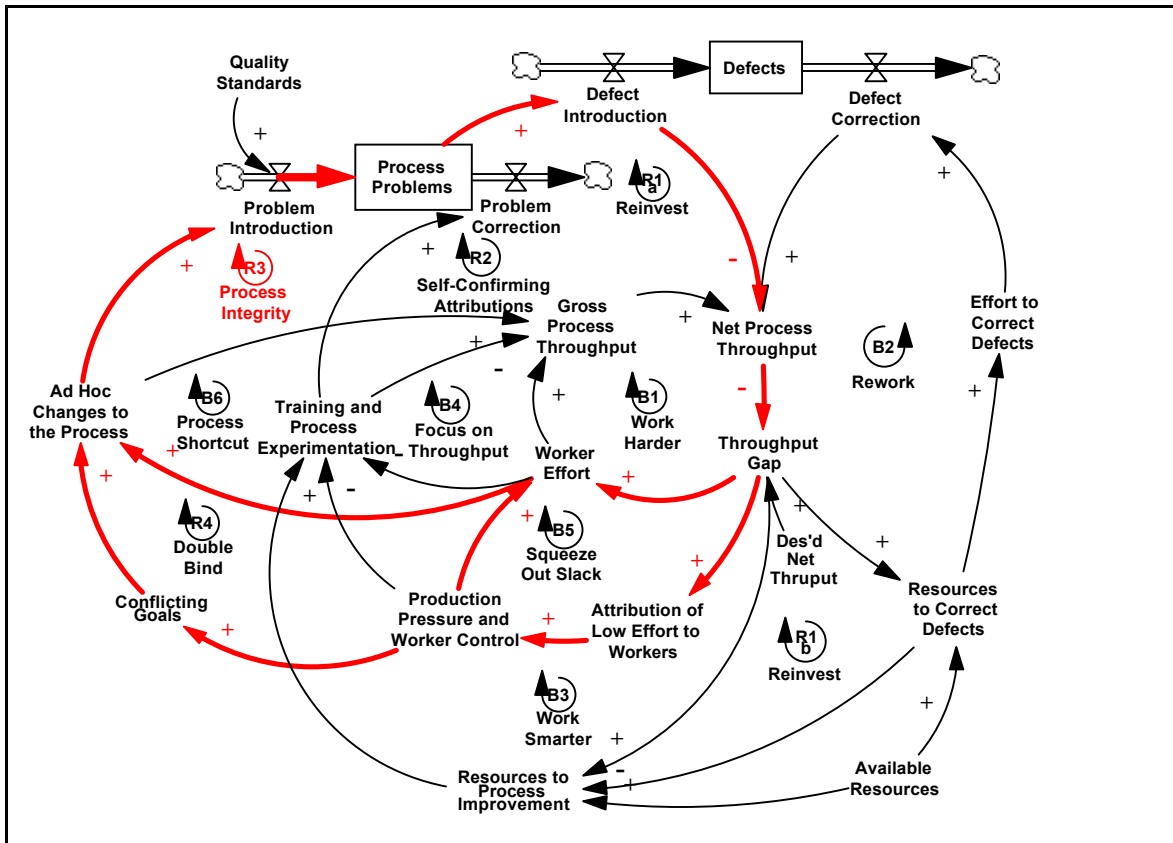 Quality
Standards
+
Defects
Defect
Introduction
+
Defect
Correction
+
Process
Problems
Problem
Introduction
+
Problem
Correction
+
R1
a
Reinvest
R2
Self-Confirming
Attributions
R3
Process
Integrity
-
+
Gross
Process
Throughput
+
+
-
Net Process
Throughput
-
B2
Rework
Effort to
Correct
Defects
+
Ad Hoc
Changes to
the Process
+
+
B6
Process
Shortcut
Training and
Process
Experimentation
-
+
-
B4
Focus on
Throughput
+
B1
Work
Harder
Worker
Effort
+
Throughput
Gap
+
R4
Double
Bind
+
B5
Squeeze
Out Slack
Des'd
Net
Thruput
+
Conflicting
Goals
+
Production
Pressure and
Worker Control
+
Attribution of
Low Effort to
Workers
Resources
to Correct
Defects
R1
b
Reinvest
B3
Work
Smarter
+
-
+
+
Resources to
Process
Improvement
Available
Resources